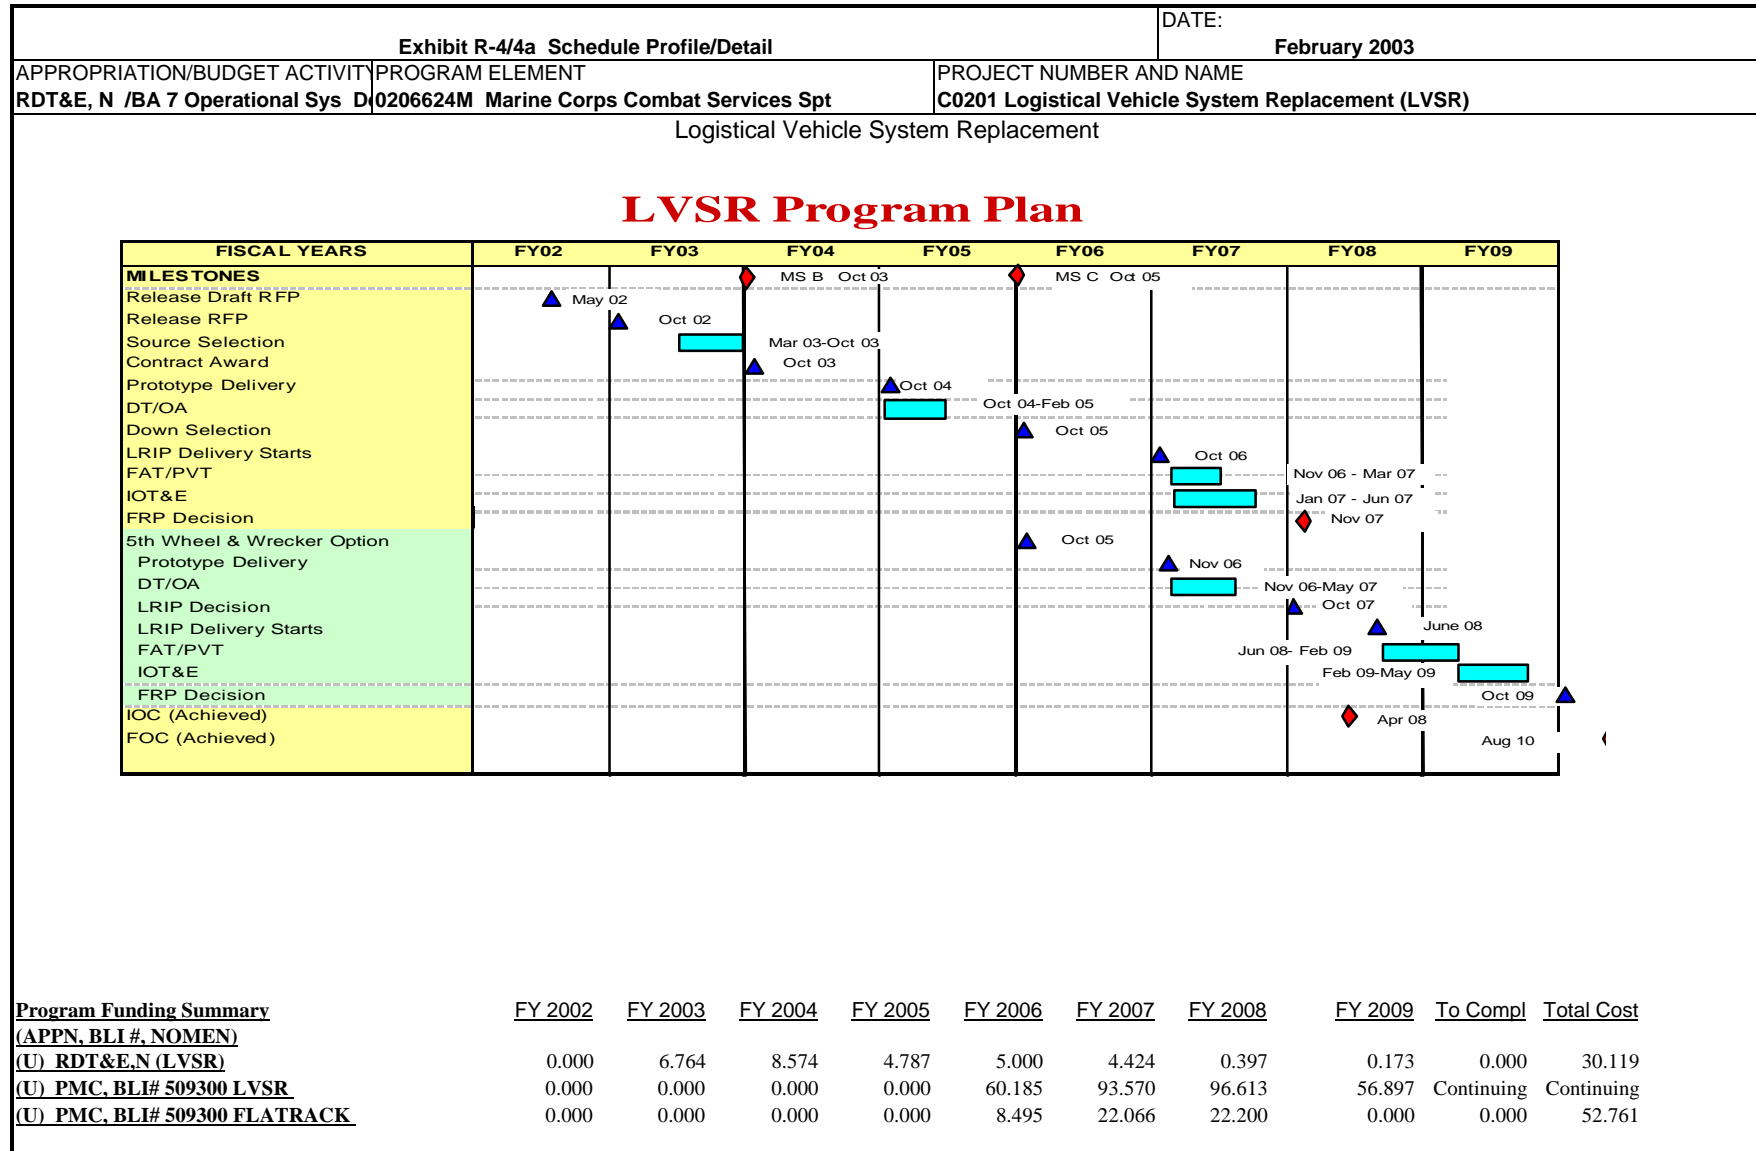 DATE:
Exhibit R-4/4a Schedule Profile/Detail February 2003
APPROPRIATION/BUDGET ACTIVITY PROGRAM ELEMENT PROJECT NUMBER AND NAME
RDT&E, N /BA 7 Operational Sys 0206624M Marine Corps Combat Services Spt C0201 Logistical Vehicle System Replacement (LVSR)
Logistical Vehicle System Replacement
LVSR Program Plan
FISCAL YEARS FY02 FY03 FY04 FY05 FY06 FY07 FY08 FY09
MILESTONES MS B Oct 03 MS C Oct 05
Release Draft RFP May 02
Release RFP Oct 02
Source Selection Mar 03-Oct 03
Contract Award Oct 03
Prototype Delivery Oct 04
DT/OA Oct 04-Feb 05
Down Selection Oct 05
LRIP Delivery Starts Oct 06
FAT/PVT Nov 06 - Mar 07
IOT&E Jan 07 - Jun 07
FRP Decision Nov 07
5th Wheel & Wrecker Option Oct 05
Prototype Delivery Nov 06
DT/OA Nov 06-May 07
LRIP Decision Oct 07
LRIP Delivery Starts June 08
FAT/PVT Jun 08- Feb 09
IOT&E Feb 09-May 09
FRP Decision Oct 09
IOC (Achieved) Apr 08
FOC (Achieved) Aug 10
Program Funding Summary FY 2002 FY 2003 FY 2004 FY 2005 FY 2006 FY 2007 FY 2008 FY 2009 To Compl Total Cost
(APPN, BLI #, NOMEN)
(U) RDT&E,N (LVSR) 0.000 6.764 8.574 4.787 5.000 4.424 0.397 0.173 0.000 30.119
(U) PMC, BLI# 509300 LVSR 0.000 0.000 0.000 0.000 60.185 93.570 96.613 56.897 Continuing Continuing
(U) PMC, BLI# 509300 FLATRACK 0.000 0.000 0.000 0.000 8.495 22.066 22.200 0.000 0.000 52.761